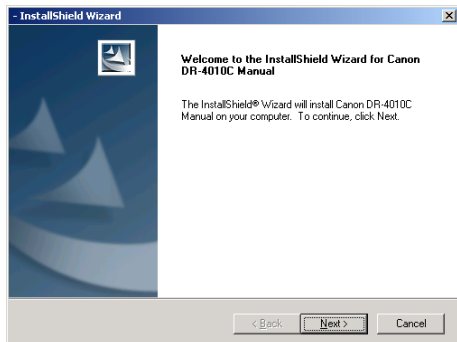 - InstallShield Wizard
Welcome to the InstallShield Wizard for Canon
DR-4010C Manual
The InstallShield® Wizard will install Canon DR-4010C
Manual on your computer. To continue, click Next.
< Back
Next >
Cancel